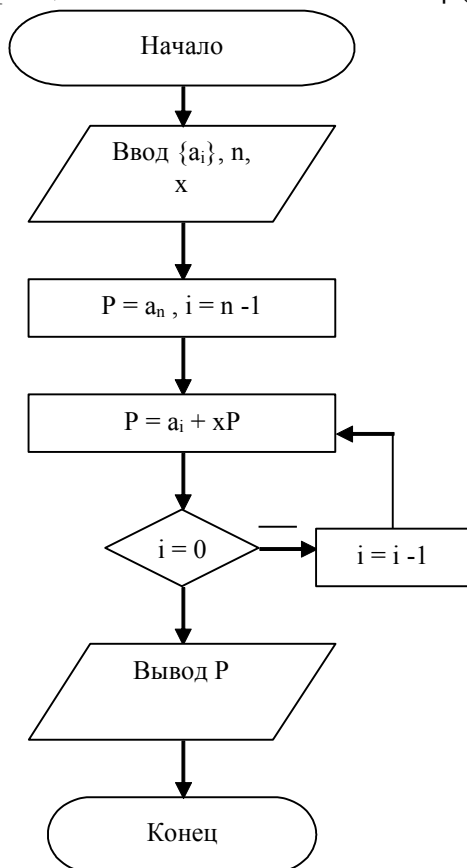 Начало
Ввод {aᵢ}, n,
x
P = aₙ , i = n -1
P = aᵢ + xP
i = 0
—
i = i -1
Вывод P
Конец